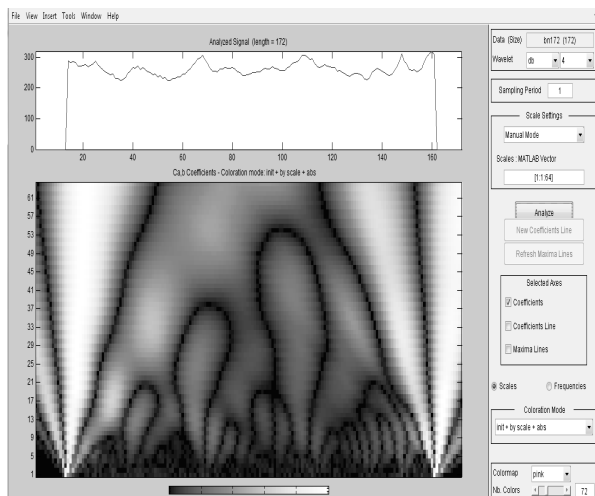 File View Insert Tools Window Help
Analyzed Signal (length = 172)
300
200
100
0
20 40 60 80 100 120 140 160
Ca,b Coefficients - Coloration mode: init + by scale + abs
61
57
53
49
45
41
37
33
29
25
21
17
13
9
5
1
Data (Size) bn172 (172)
Wavelet db 4
Sampling Period 1
Scale Settings
Manual Mode
Scales : MATLAB Vector
[1:1:64]
Analyze
New Coefficients Line
Refresh Maxima Lines
Selected Axes
Coefficients
Coefficients Line
Maxima Lines
Scales Frequencies
Coloration Mode
init + by scale + abs
Colormap pink
Nb. Colors 72